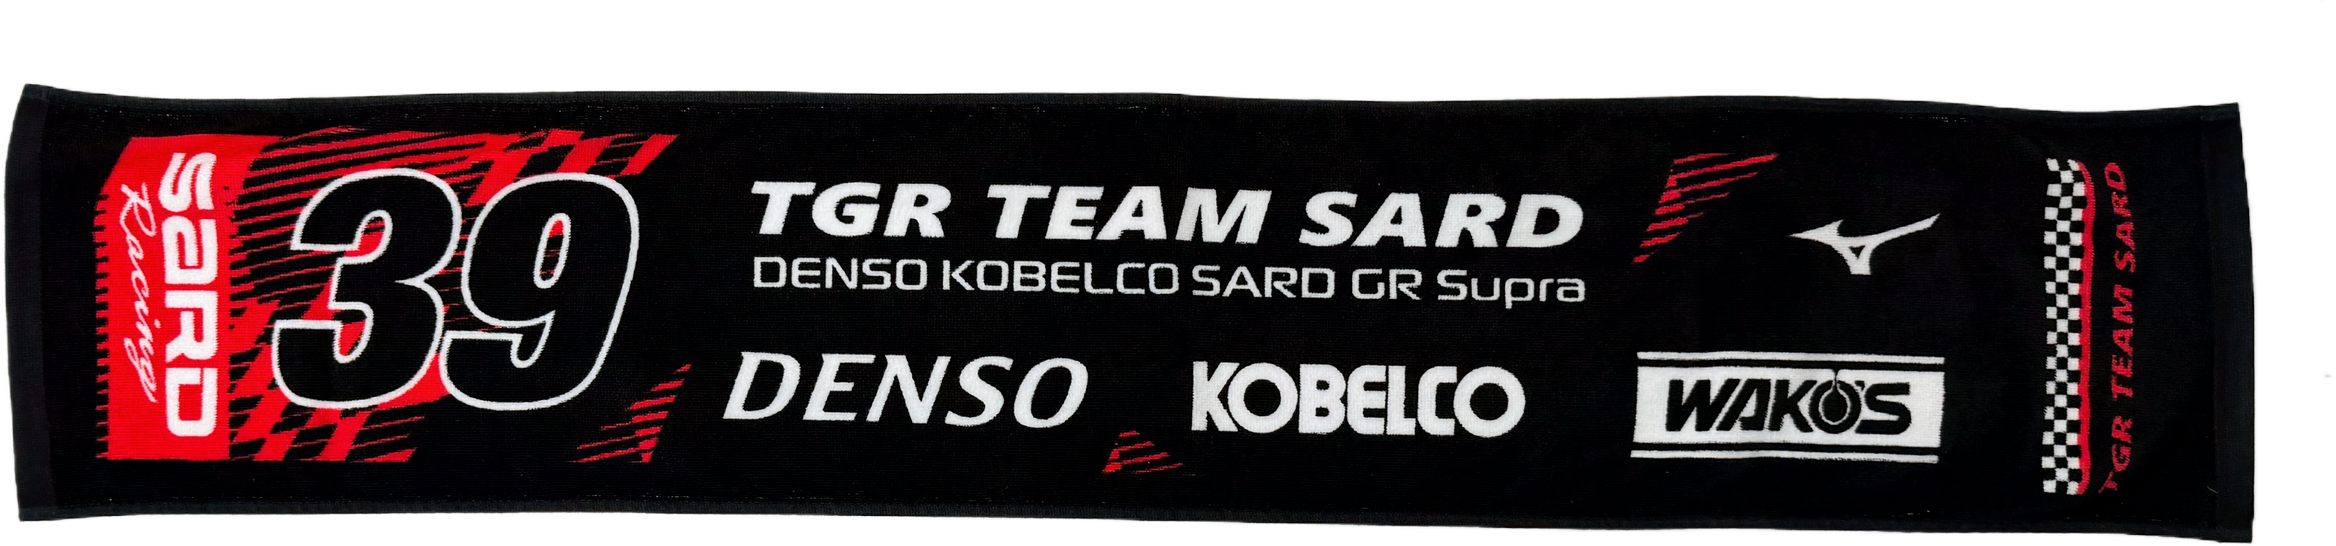 SARD
Racing
39
TGR TEAM SARD
DENSO KOBELCO SARD GR Supra
DENSO
KOBELCO
WAKO'S
TGR TEAM SARD